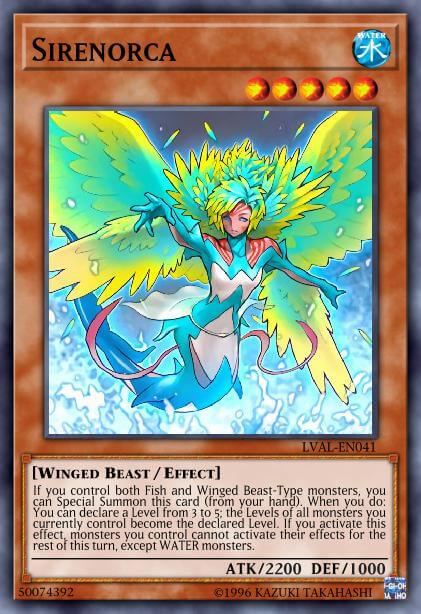 Sirenorca
WATER
水
LVAL-EN041
[Winged Beast / Effect]
If you control both Fish and Winged Beast-Type monsters, you
can Special Summon this card (from your hand). When you do:
You can declare a Level from 3 to 5; the Levels of all monsters you
currently control become the declared Level. If you activate this
effect, monsters you control cannot activate their effects for the
rest of this turn, except WATER monsters.
ATK/2200 DEF/1000
50074392
©1996 KAZUKI TAKAHASHI